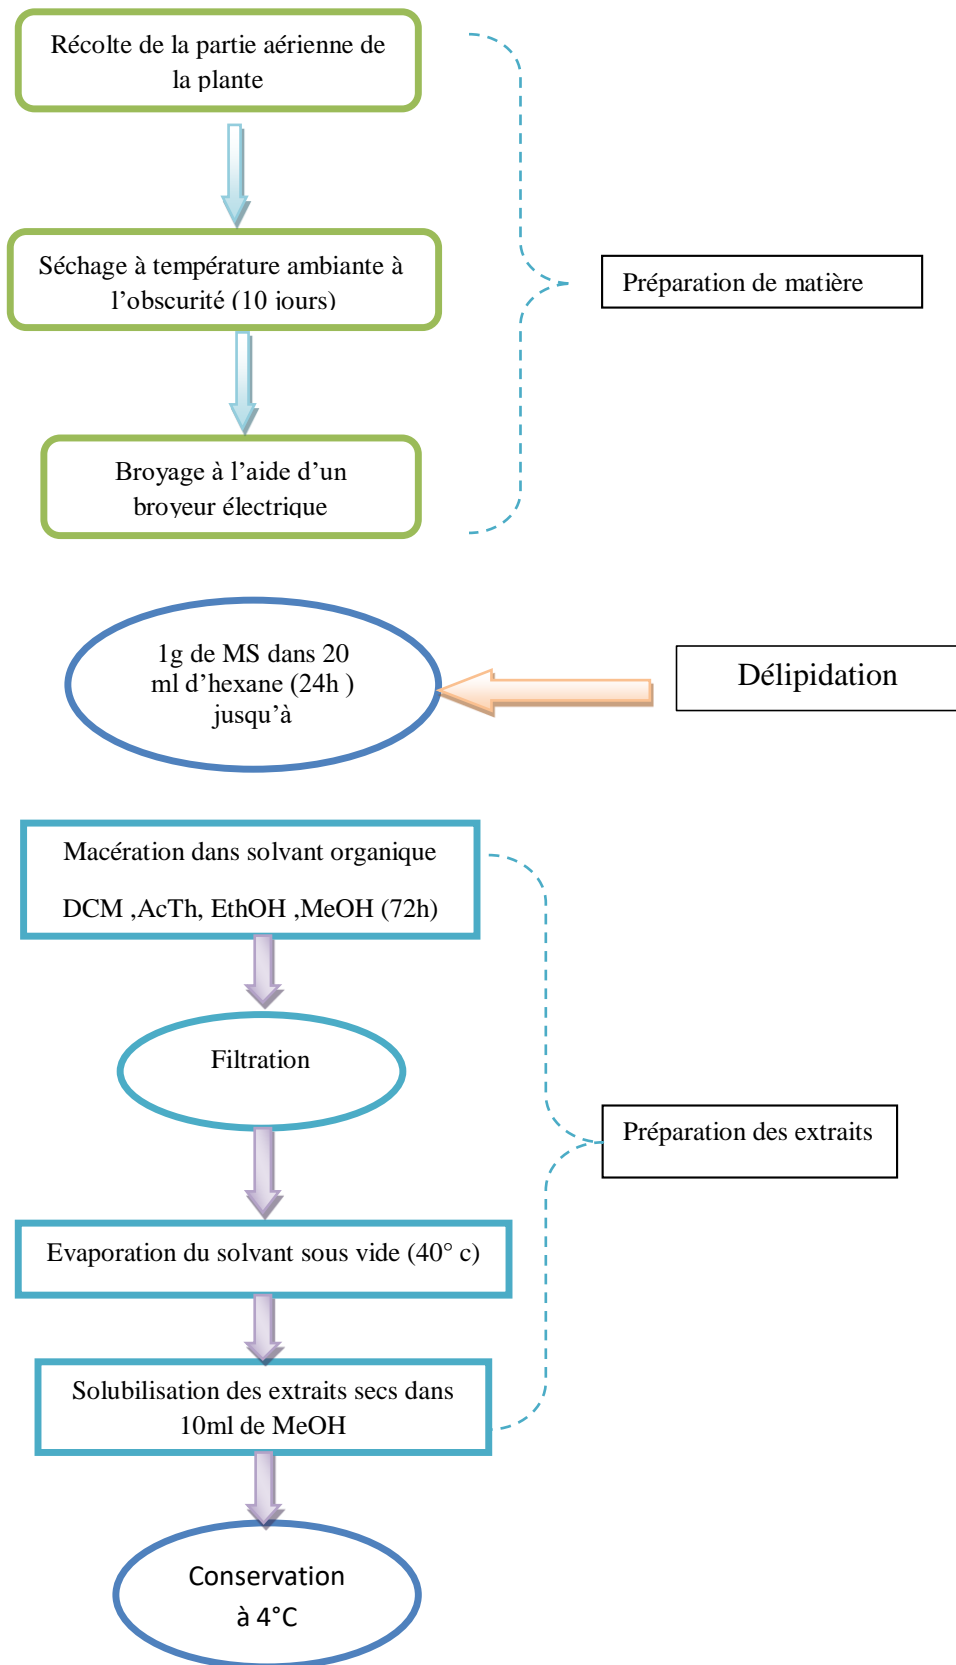 Récolte de la partie aérienne de
la plante
Séchage à température ambiante à
l’obscurité (10 jours)
Préparation de matière
Broyage à l’aide d’un
broyeur électrique
1g de MS dans 20
ml d’hexane (24h )
jusqu’à
Délipidation
Macération dans solvant organique
DCM ,AcTh, EthOH ,MeOH (72h)
Filtration
Préparation des extraits
Evaporation du solvant sous vide (40° c)
Solubilisation des extraits secs dans
10ml de MeOH
Conservation
à 4°C